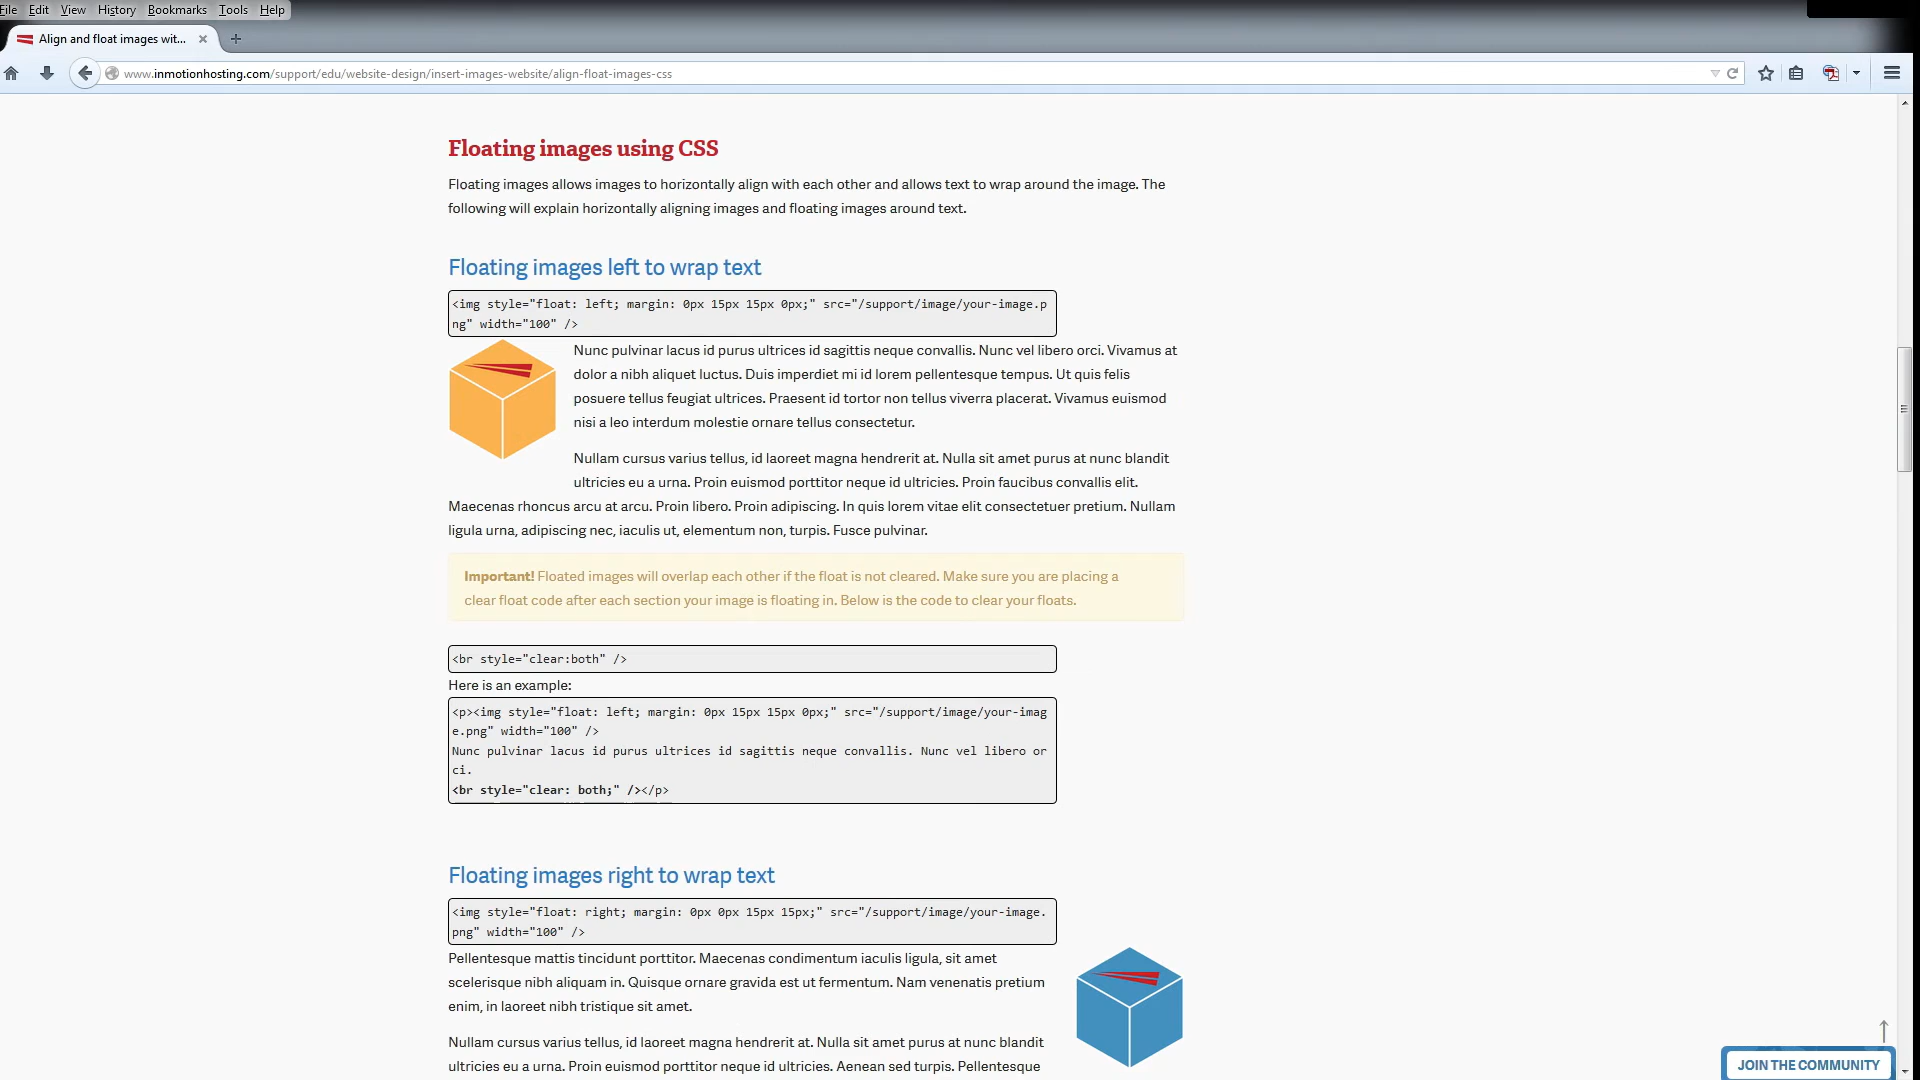 File Edit View History Bookmarks Tools Help
Align and float images wit...
www.inmotionhosting.com/support/edu/website-design/insert-images-website/align-float-images-css
Floating images using CSS
Floating images allows images to horizontally align with each other and allows text to wrap around the image. The
following will explain horizontally aligning images and floating images around text.
Floating images left to wrap text
<img style="float: left; margin: 0px 15px 15px 0px;" src="/support/image/your-image.p
ng" width="100" />
Nunc pulvinar lacus id purus ultrices id sagittis neque convallis. Nunc vel libero orci. Vivamus at
dolor a nibh aliquet luctus. Duis imperdiet mi id lorem pellentesque tempus. Ut quis felis
posuere tellus feugiat ultrices. Praesent id tortor non tellus viverra placerat. Vivamus euismod
nisi a leo interdum molestie ornare tellus consectetur.
Nullam cursus varius tellus, id laoreet magna hendrerit at. Nulla sit amet purus at nunc blandit
ultricies eu a urna. Proin euismod porttitor neque id ultricies. Proin faucibus convallis elit.
Maecenas rhoncus arcu at arcu. Proin libero. Proin adipiscing. In quis lorem vitae elit consectetuer pretium. Nullam
ligula urna, adipiscing nec, iaculis ut, elementum non, turpis. Fusce pulvinar.
Important! Floated images will overlap each other if the float is not cleared. Make sure you are placing a
clear float code after each section your image is floating in. Below is the code to clear your floats.
<br style="clear:both" />
Here is an example:
<p><img style="float: left; margin: 0px 15px 15px 0px;" src="/support/image/your-imag
e.png" width="100" />
Nunc pulvinar lacus id purus ultrices id sagittis neque convallis. Nunc vel libero or
ci.
<br style="clear: both;" /></p>
Floating images right to wrap text
<img style="float: right; margin: 0px 0px 15px 15px;" src="/support/image/your-image.
png" width="100" />
Pellentesque mattis tincidunt porttitor. Maecenas condimentum iaculis ligula, sit amet
scelerisque nibh aliquam in. Quisque ornare gravida est ut fermentum. Nam venenatis pretium
enim, in laoreet nibh tristique sit amet.
Nullam cursus varius tellus, id laoreet magna hendrerit at. Nulla sit amet purus at nunc blandit
ultricies eu a urna. Proin euismod porttitor neque id ultricies. Aenean sed turpis. Pellentesque
JOIN THE COMMUNITY